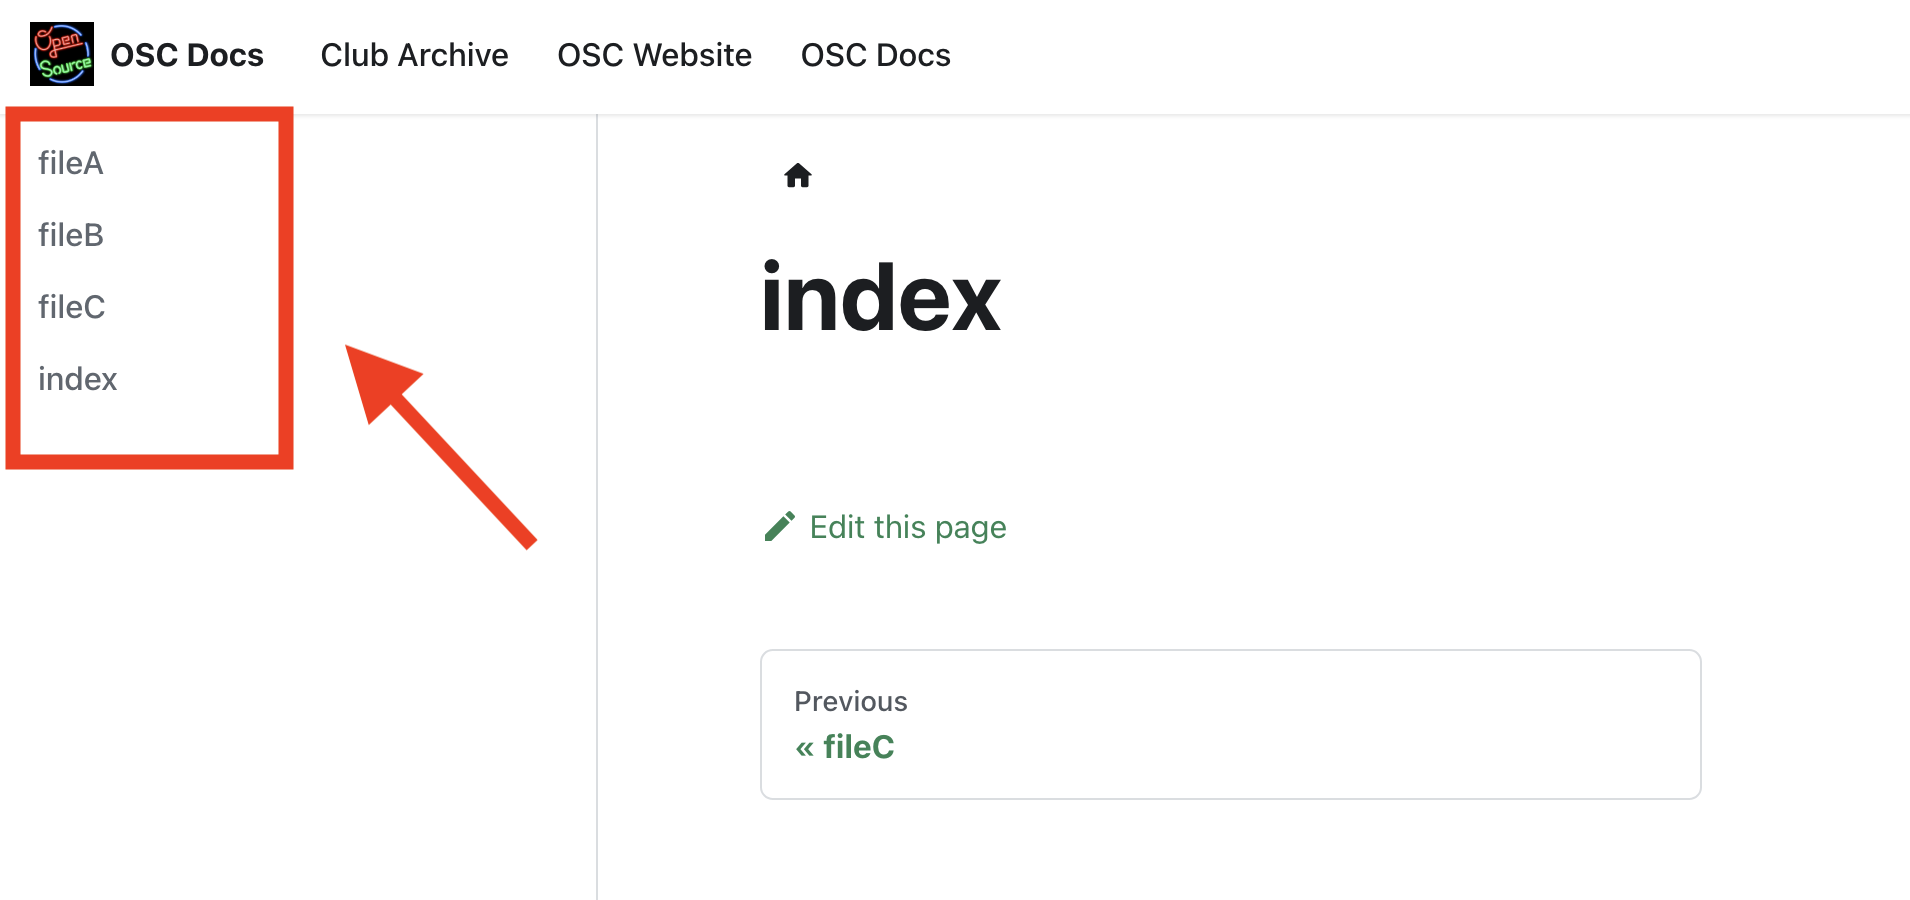 Open
Source
OSC Docs Club Archive OSC Website OSC Docs
fileA
fileB
fileC
index
index
Edit this page
Previous
« fileC